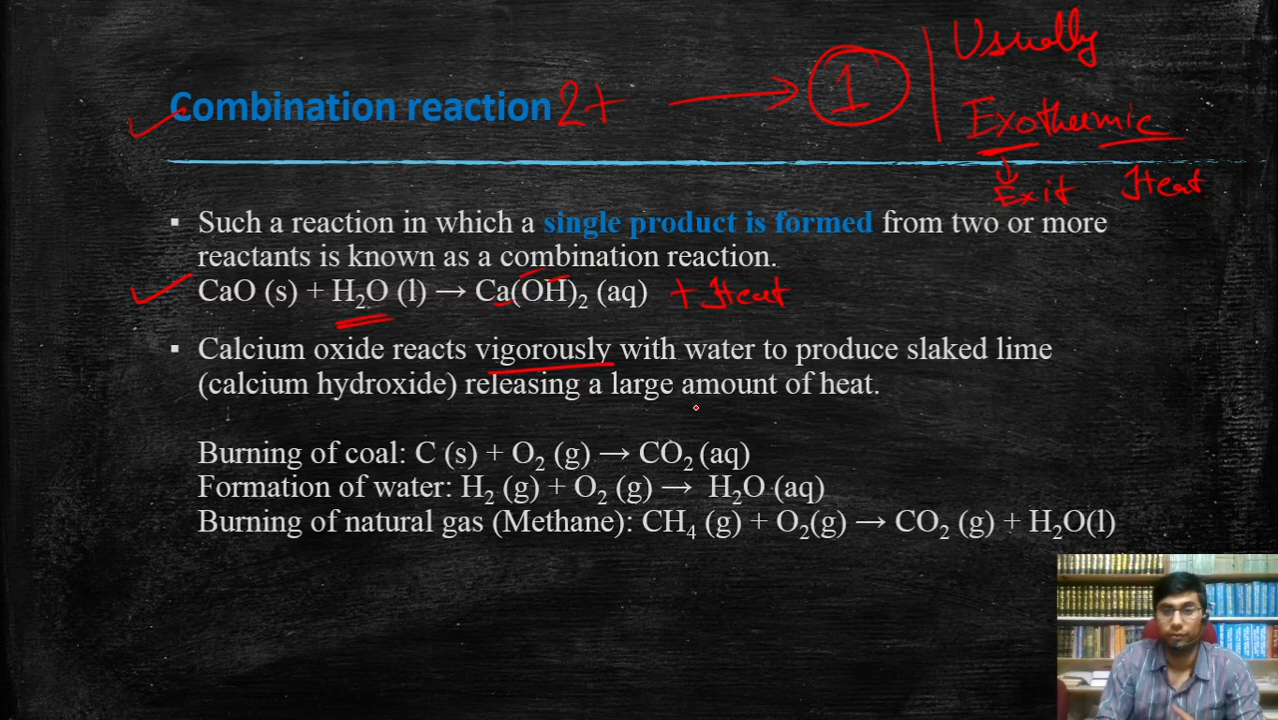 Combination reaction 2+ → 1 | Usually
Exothermic
↓
Exit Heat
▪ Such a reaction in which a single product is formed from two or more
reactants is known as a combination reaction.
CaO (s) + H₂O (l) → Ca(OH)₂ (aq) + Heat
▪ Calcium oxide reacts vigorously with water to produce slaked lime
(calcium hydroxide) releasing a large amount of heat.
Burning of coal: C (s) + O₂ (g) → CO₂ (aq)
Formation of water: H₂ (g) + O₂ (g) → H₂O (aq)
Burning of natural gas (Methane): CH₄ (g) + O₂(g) → CO₂ (g) + H₂O(l)